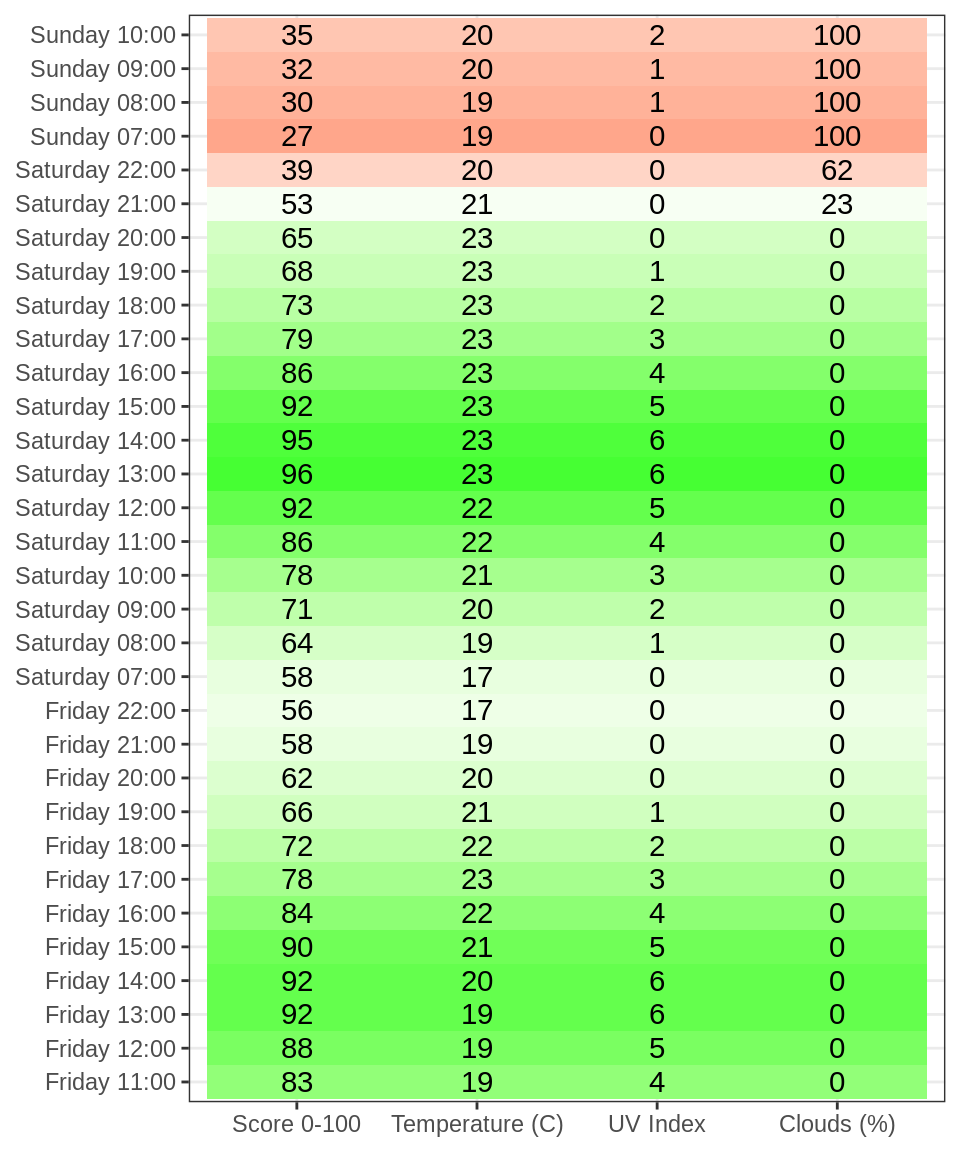 Sunday 10:00 35 20 2 100
Sunday 09:00 32 20 1 100
Sunday 08:00 30 19 1 100
Sunday 07:00 27 19 0 100
Saturday 22:00 39 20 0 62
Saturday 21:00 53 21 0 23
Saturday 20:00 65 23 0 0
Saturday 19:00 68 23 1 0
Saturday 18:00 73 23 2 0
Saturday 17:00 79 23 3 0
Saturday 16:00 86 23 4 0
Saturday 15:00 92 23 5 0
Saturday 14:00 95 23 6 0
Saturday 13:00 96 23 6 0
Saturday 12:00 92 22 5 0
Saturday 11:00 86 22 4 0
Saturday 10:00 78 21 3 0
Saturday 09:00 71 20 2 0
Saturday 08:00 64 19 1 0
Saturday 07:00 58 17 0 0
Friday 22:00 56 17 0 0
Friday 21:00 58 19 0 0
Friday 20:00 62 20 0 0
Friday 19:00 66 21 1 0
Friday 18:00 72 22 2 0
Friday 17:00 78 23 3 0
Friday 16:00 84 22 4 0
Friday 15:00 90 21 5 0
Friday 14:00 92 20 6 0
Friday 13:00 92 19 6 0
Friday 12:00 88 19 5 0
Friday 11:00 83 19 4 0
Score 0-100 Temperature (C) UV Index Clouds (%)